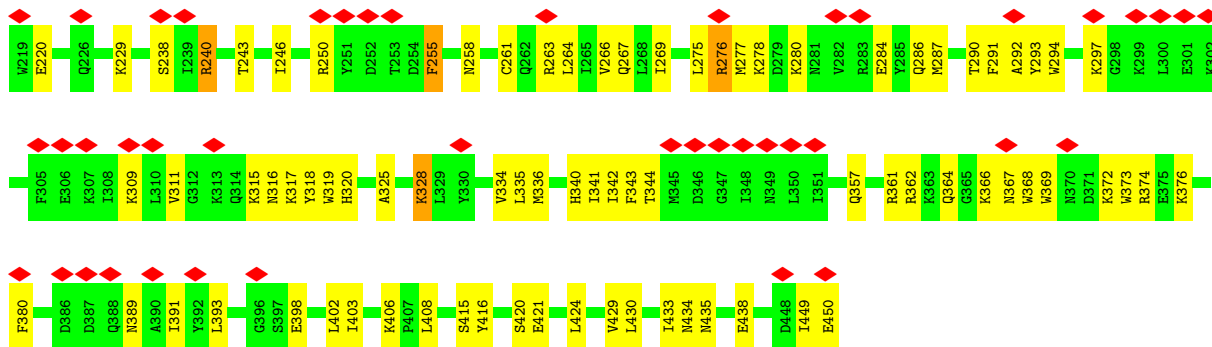 W219 E220 Q226 K229 S238 I239 R240 T243 I246 R250 Y251 D252 T253 D254 F255 N258 C261 Q262 R263 L264 I265 V266 Q267 L268 I269 L275 R276 M277 K278 D279 K280 N281 V282 R283 E284 Y285 Q286 M287 T290 F291 A292 Y293 W294 K297 G298 K299 L300 E301 K302
F305 E306 K307 I308 K309 L310 V311 G312 K313 Q314 K315 N316 K317 Y318 W319 H320 A325 K328 L329 Y330 V334 L335 M336 H340 I341 I342 F343 T344 M345 D346 G347 I348 N349 L350 I351 Q357 R361 R362 K363 Q364 G365 K366 N367 W368 W369 N370 D371 K372 W373 R374 E375 K376
F380 D386 D387 Q388 N389 A390 I391 Y392 L393 G396 S397 E398 L402 I403 K406 P407 L408 S415 Y416 S420 E421 L424 V429 L430 I433 N434 N435 E438 D448 I449 E450